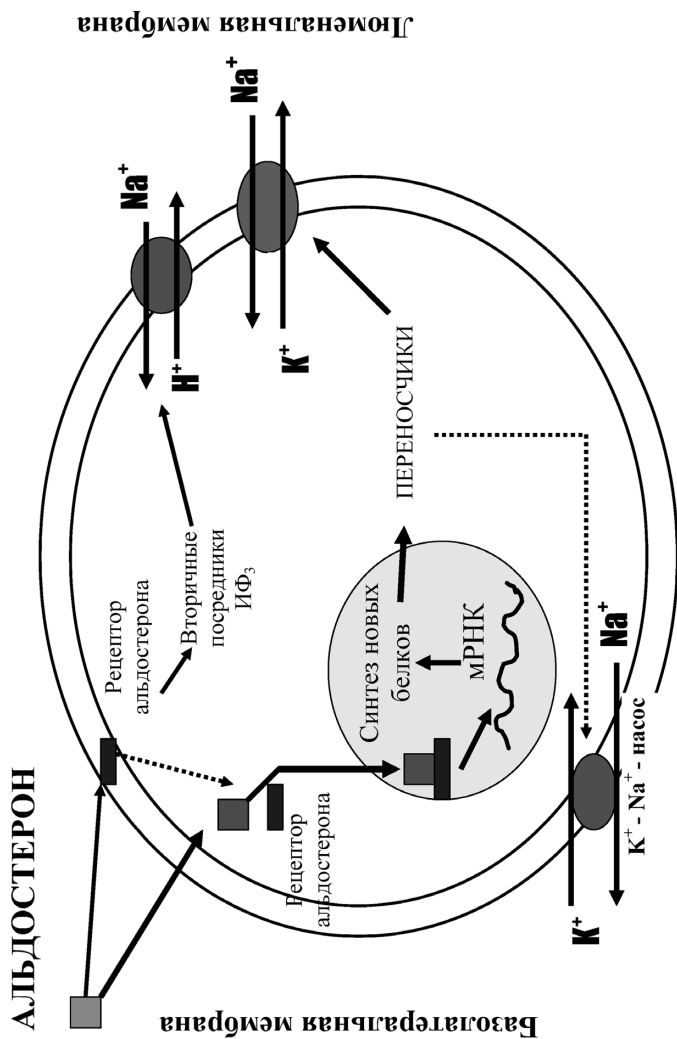 АЛЬДОСТЕРОН
Базолатеральная мембрана
Люменальная мембрана
Рецептор
альдостерона
Вторичные
посредники
ИФ₃
Na⁺
H⁺
Na⁺
K⁺
Рецептор
альдостерона
Синтез новых
белков
мРНК
ПЕРЕНОСЧИКИ
K⁺
Na⁺
K⁺ - Na⁺ - насос